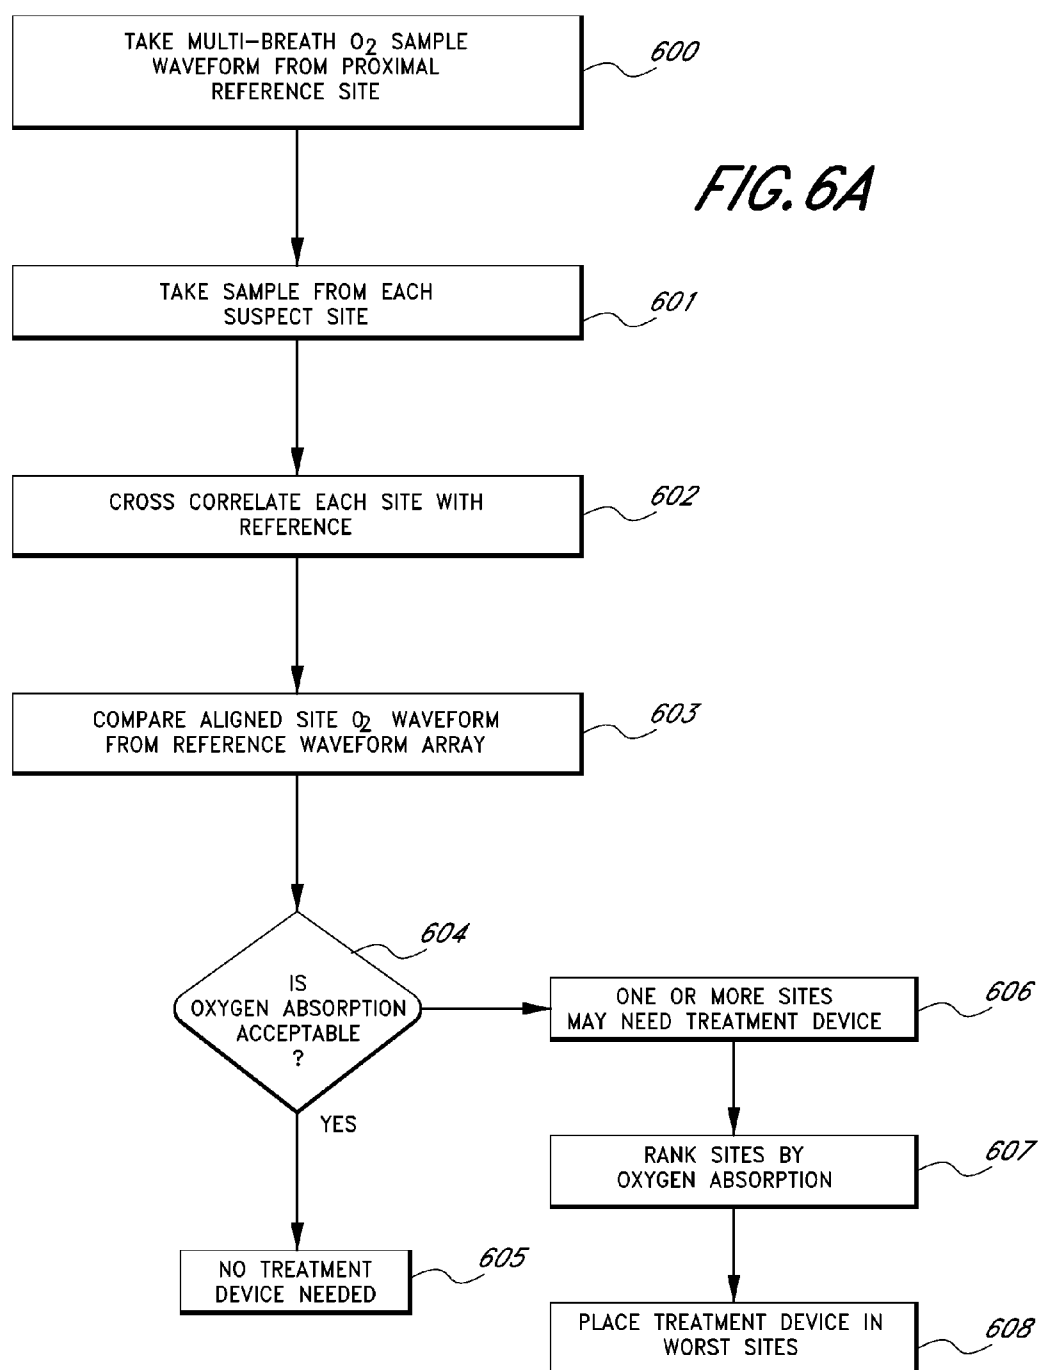 TAKE MULTI-BREATH O2 SAMPLE
WAVEFORM FROM PROXIMAL
REFERENCE SITE
600
FIG. 6A
TAKE SAMPLE FROM EACH
SUSPECT SITE
601
CROSS CORRELATE EACH SITE WITH
REFERENCE
602
COMPARE ALIGNED SITE O2 WAVEFORM
FROM REFERENCE WAVEFORM ARRAY
603
604
IS
OXYGEN ABSORPTION
ACCEPTABLE
?
YES
ONE OR MORE SITES
MAY NEED TREATMENT DEVICE
606
RANK SITES BY
OXYGEN ABSORPTION
607
NO TREATMENT
DEVICE NEEDED
605
PLACE TREATMENT DEVICE IN
WORST SITES
608